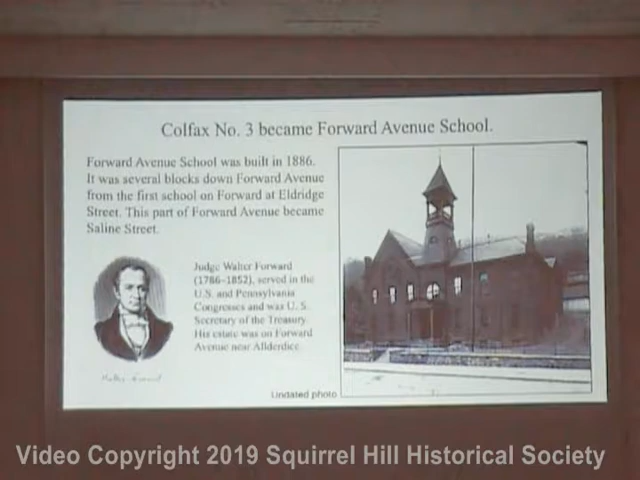 Colfax No. 3 became Forward Avenue School.
Forward Avenue School was built in 1886.
It was several blocks down Forward Avenue
from the first school on Forward at Eldridge
Street. This part of Forward Avenue became
Saline Street.
Judge Walter Forward
(1786–1852), served in the
U.S. and Pennsylvania
Congresses and was U. S.
Secretary of the Treasury.
His estate was on Forward
Avenue near Allderdice.
Undated photo
Video Copyright 2019 Squirrel Hill Historical Society